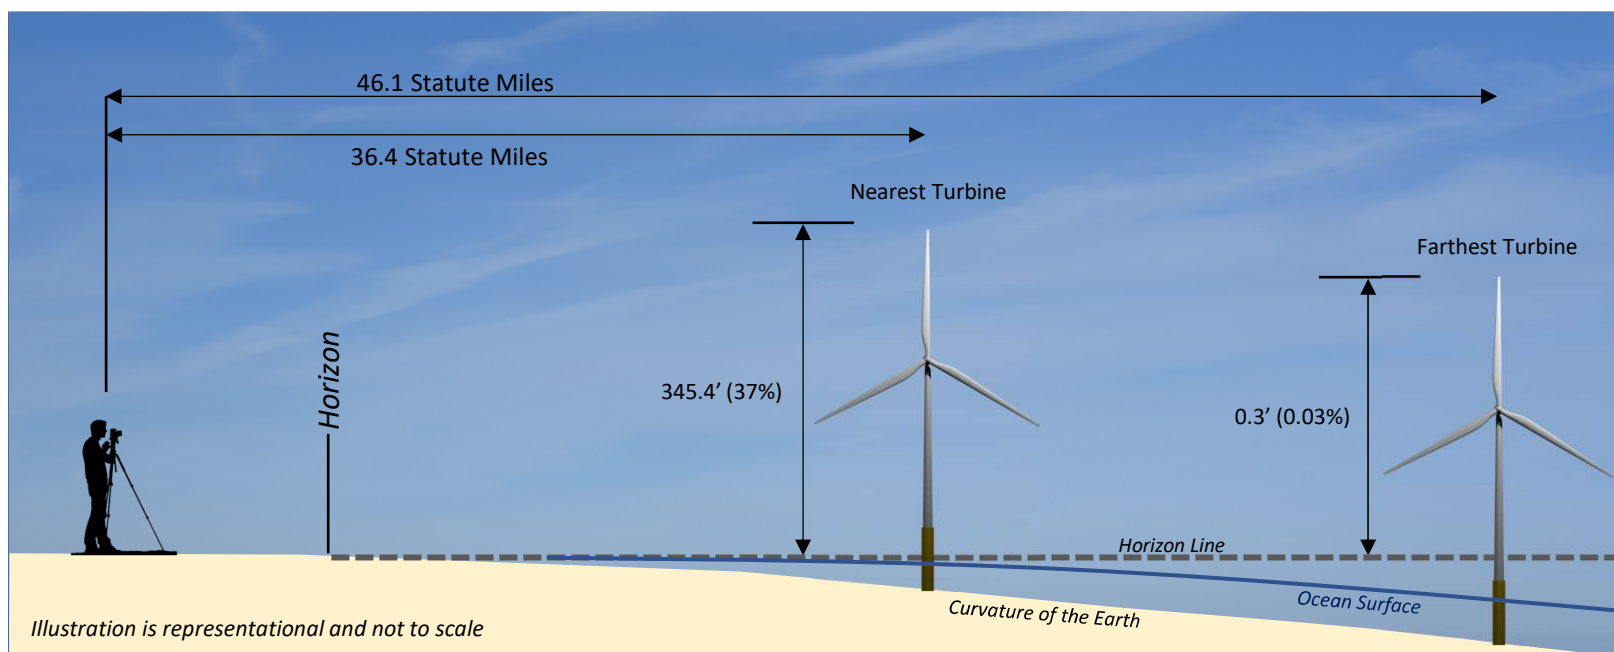 46.1 Statute Miles
36.4 Statute Miles
Nearest Turbine
Farthest Turbine
Horizon
345.4’ (37%)
0.3’ (0.03%)
Horizon Line
Ocean Surface
Curvature of the Earth
Illustration is representational and not to scale